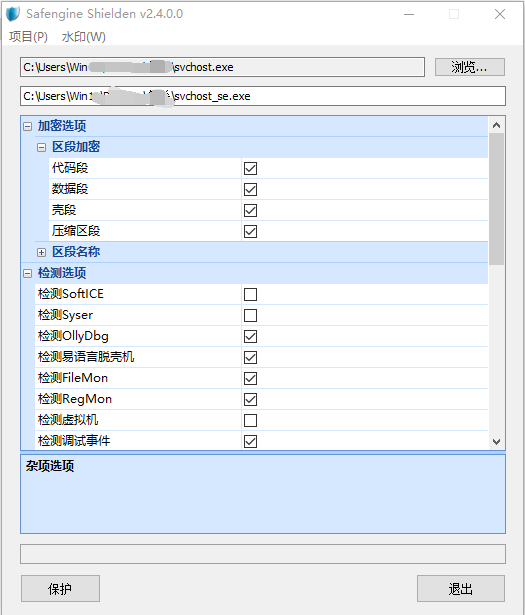 Safengine Shielden v2.4.0.0
项目(P) 水印(W)
C:\Users\Win \svchost.exe 浏览...
C:\Users\Win1 \svchost_se.exe
加密选项
区段加密
代码段
数据段
壳段
压缩区段
区段名称
检测选项
检测SoftICE
检测Syser
检测OllyDbg
检测易语言脱壳机
检测FileMon
检测RegMon
检测虚拟机
检测调试事件
杂项选项
保护 退出